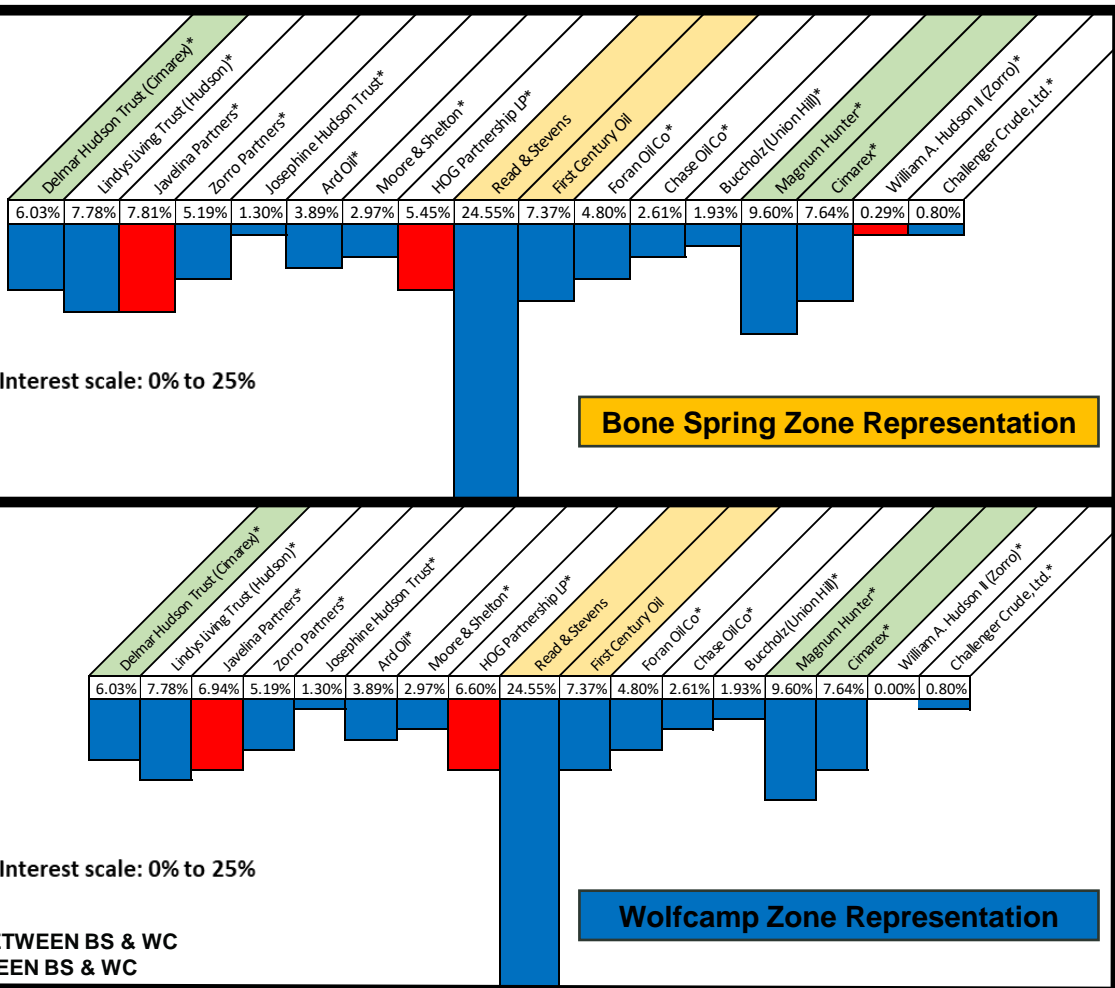 Delmar Hudson Trust (Cimarex)*
Lindys Living Trust (Hudson)*
Javelina Partners*
Zorro Partners*
Josephine Hudson Trust*
Ard Oil*
Moore & Shelton*
HOG Partnership LP*
Read & Stevens
First Century Oil
Foran Oil Co*
Chase Oil Co*
Buccholz (Union Hill)*
Magnum Hunter*
Cimarex*
William A. Hudson II (Zorro)*
Challenger Crude, Ltd.*
6.03% 7.78% 7.81% 5.19% 1.30% 3.89% 2.97% 5.45% 24.55% 7.37% 4.80% 2.61% 1.93% 9.60% 7.64% 0.29% 0.80%
Interest scale: 0% to 25%
Bone Spring Zone Representation
Delmar Hudson Trust (Cimarex)*
Lindys Living Trust (Hudson)*
Javelina Partners*
Zorro Partners*
Josephine Hudson Trust*
Ard Oil*
Moore & Shelton*
HOG Partnership LP*
Read & Stevens
First Century Oil
Foran Oil Co*
Chase Oil Co*
Buccholz (Union Hill)*
Magnum Hunter*
Cimarex*
William A. Hudson II (Zorro)*
Challenger Crude, Ltd.*
6.03% 7.78% 6.94% 5.19% 1.30% 3.89% 2.97% 6.60% 24.55% 7.37% 4.80% 2.61% 1.93% 9.60% 7.64% 0.00% 0.80%
Interest scale: 0% to 25%
Wolfcamp Zone Representation
ETWEEN BS & WC
EEN BS & WC